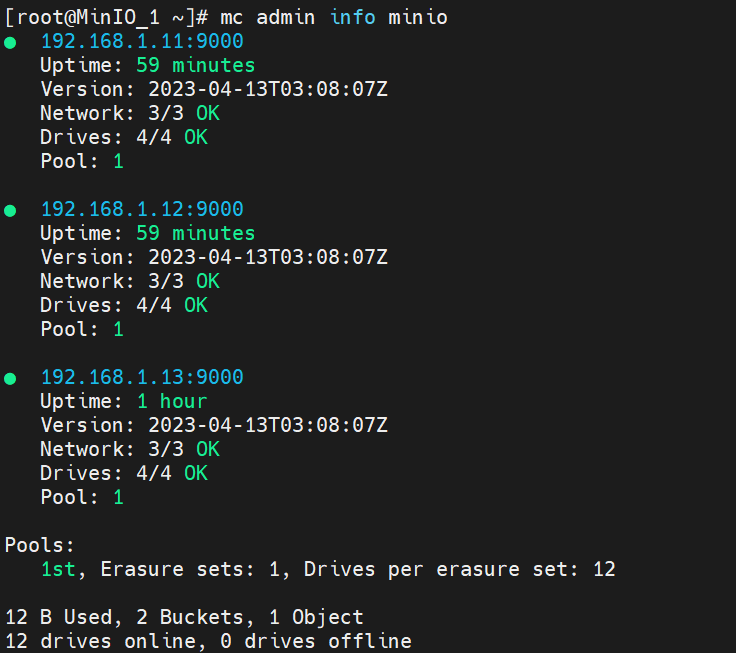 [root@MinIO_1 ~]# mc admin info minio
● 192.168.1.11:9000
Uptime: 59 minutes
Version: 2023-04-13T03:08:07Z
Network: 3/3 OK
Drives: 4/4 OK
Pool: 1
● 192.168.1.12:9000
Uptime: 59 minutes
Version: 2023-04-13T03:08:07Z
Network: 3/3 OK
Drives: 4/4 OK
Pool: 1
● 192.168.1.13:9000
Uptime: 1 hour
Version: 2023-04-13T03:08:07Z
Network: 3/3 OK
Drives: 4/4 OK
Pool: 1
Pools:
1st, Erasure sets: 1, Drives per erasure set: 12
12 B Used, 2 Buckets, 1 Object
12 drives online, 0 drives offline